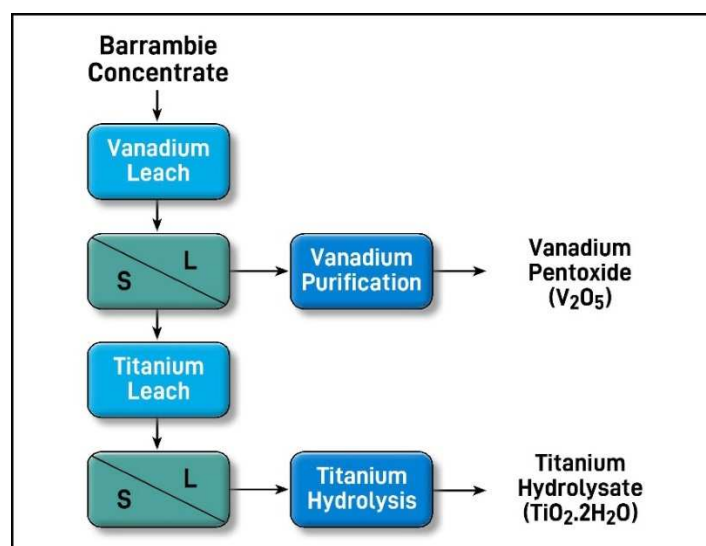 Barrambie
Concentrate
Vanadium
Leach
L
S
Vanadium
Purification
Vanadium
Pentoxide
(V₂O₅)
Titanium
Leach
L
S
Titanium
Hydrolysis
Titanium
Hydrolysate
(TiO₂.2H₂O)